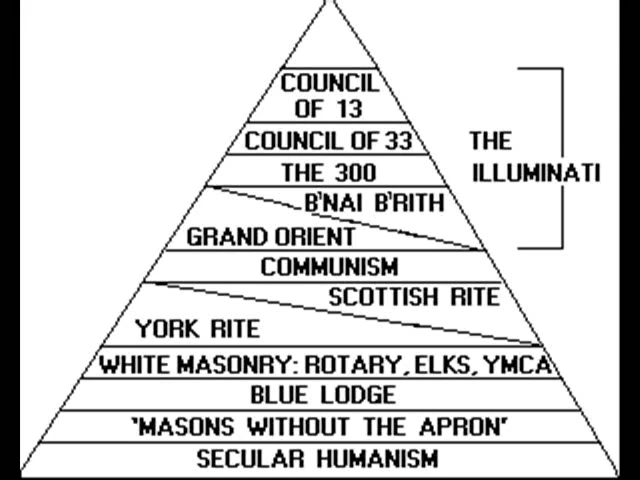 COUNCIL
OF 13
COUNCIL OF 33
THE 300
THE
ILLUMINATI
B'NAI B'RITH
GRAND ORIENT
COMMUNISM
SCOTTISH RITE
YORK RITE
WHITE MASONRY: ROTARY, ELKS, YMCA
BLUE LODGE
'MASONS WITHOUT THE APRON'
SECULAR HUMANISM